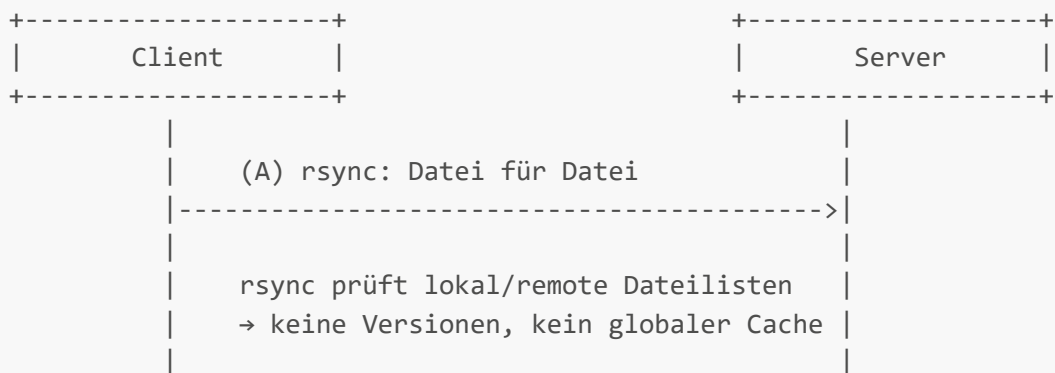 Client Server
(A) rsync: Datei für Datei
rsync prüft lokal/remote Dateilisten
→ keine Versionen, kein globaler Cache